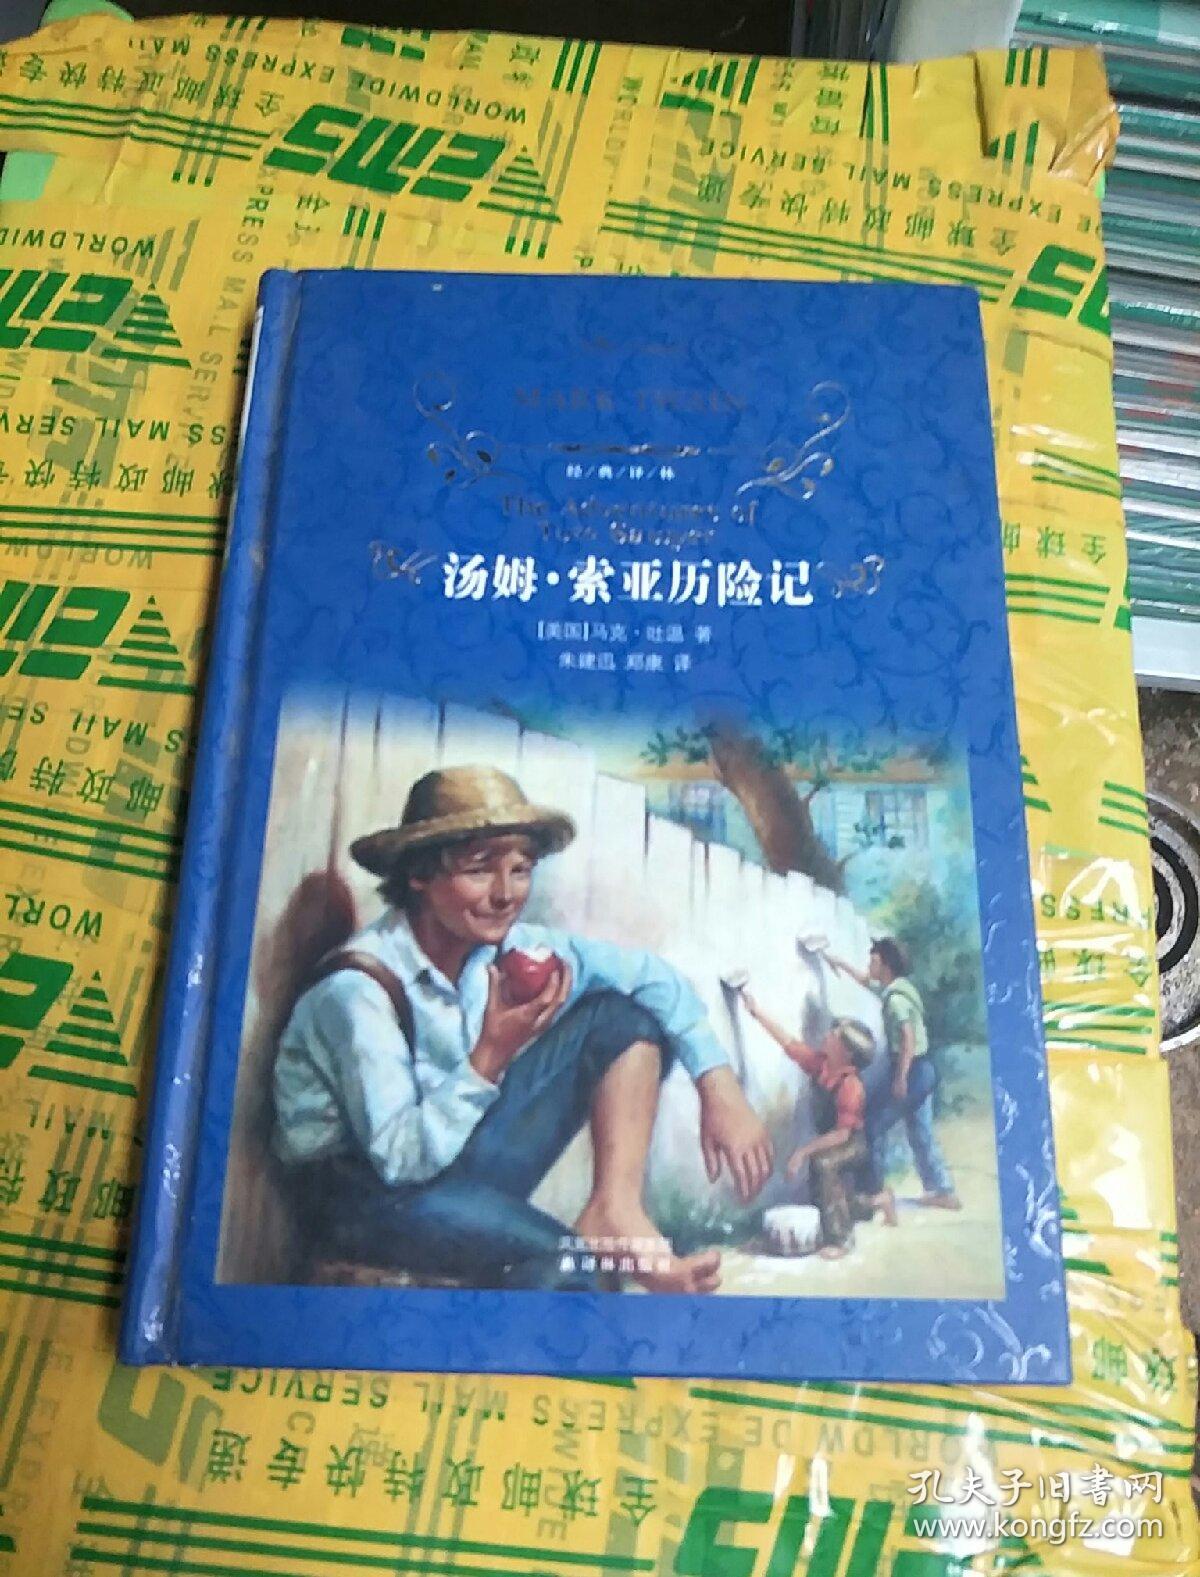 MARK TWAIN
经/典/译/林
The Adventures of
Tom Sawyer
汤姆·索亚历险记
[美国]马克·吐温 著
朱建迅 郑康 译
译林出版社
EMS
WORLDWIDE EXPRESS MAIL SERVICE
全球邮政特快专递
孔夫子旧书网
www.kongfz.com